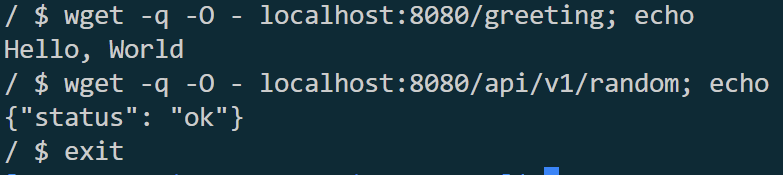 / $ wget -q -O - localhost:8080/greeting; echo
Hello, World
/ $ wget -q -O - localhost:8080/api/v1/random; echo
{"status": "ok"}
/ $ exit